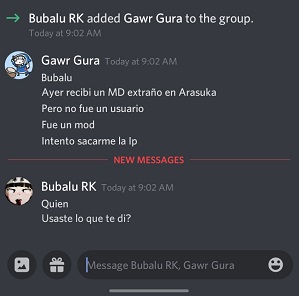 Bubalu RK added Gawr Gura to the group.
Today at 9:02 AM
Gawr Gura Today at 9:02 AM
Bubalu
Ayer recibi un MD extraño en Arasuka
Pero no fue un usuario
Fue un mod
Intento sacarme la Ip
NEW MESSAGES
Bubalu RK Today at 9:02 AM
Quien
Usaste lo que te di?
Message Bubalu RK, Gawr Gura